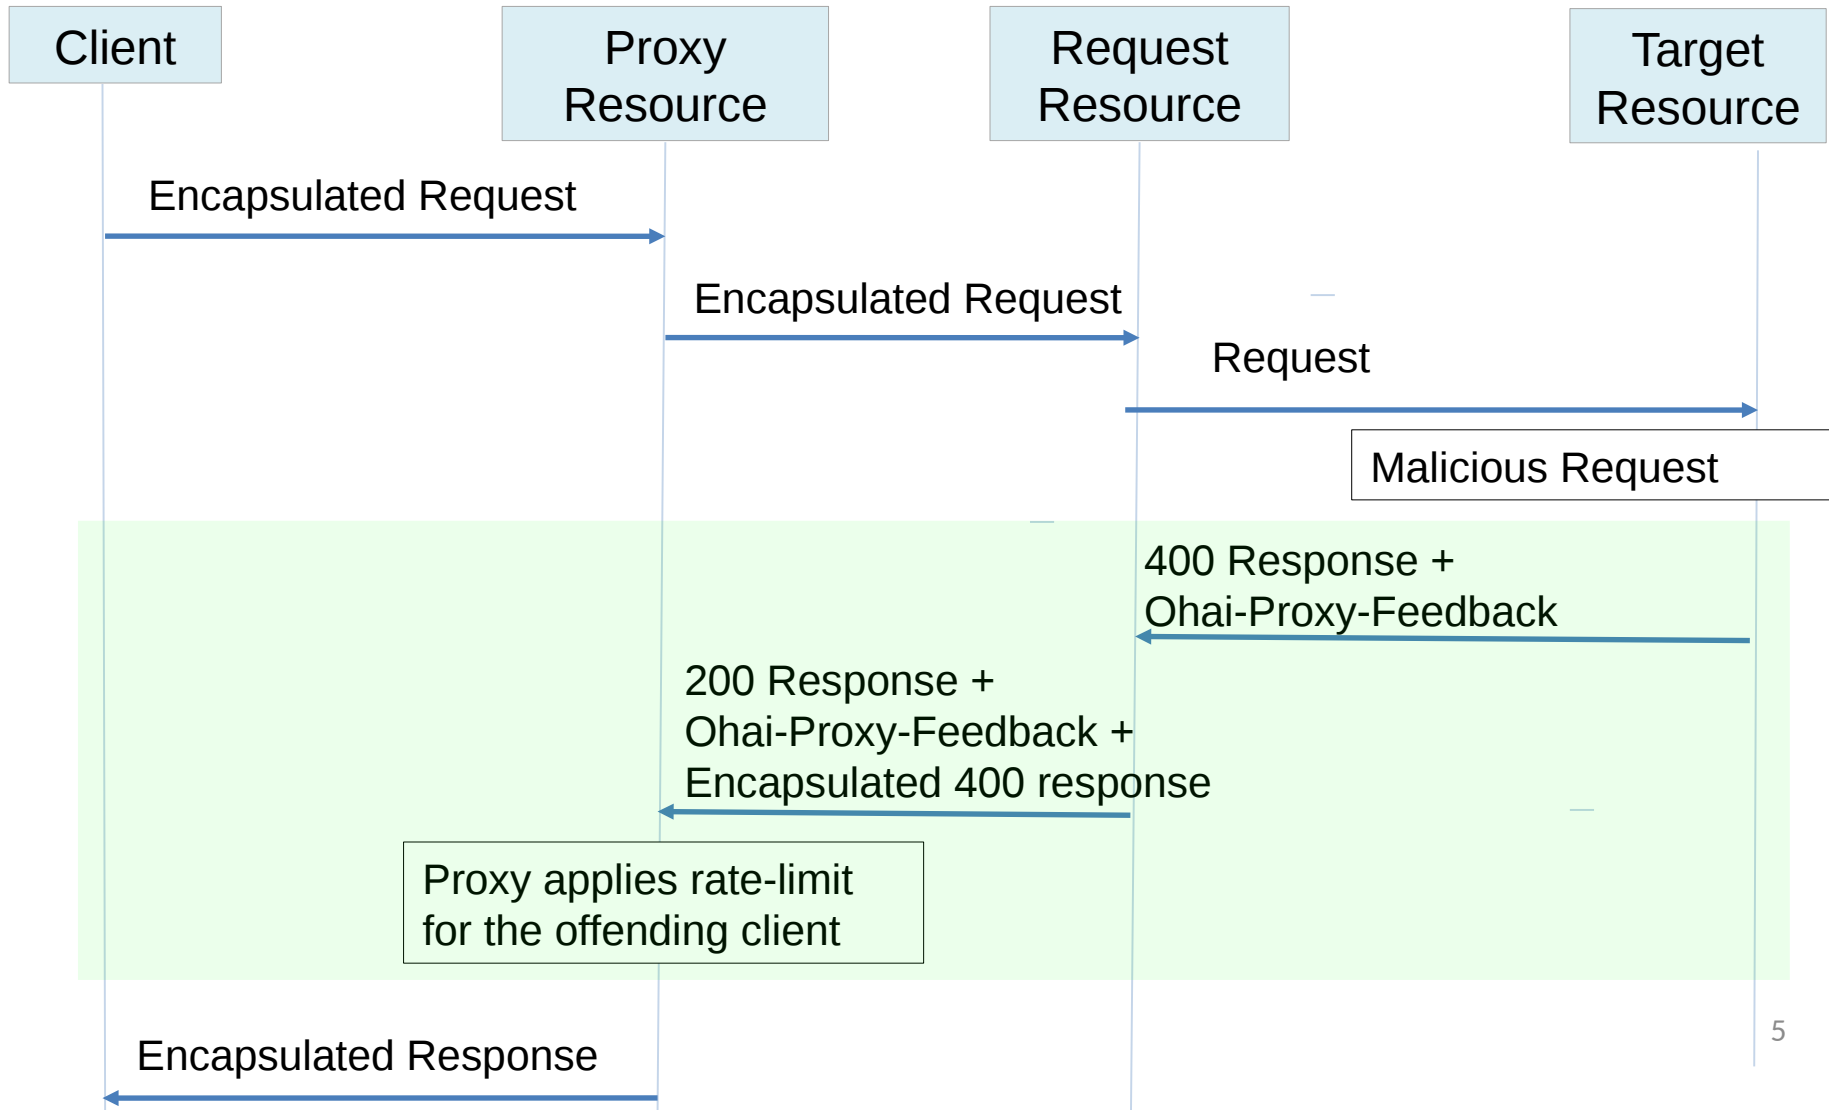 Client
Proxy
Resource
Request
Resource
Target
Resource
Encapsulated Request
Encapsulated Request
Request
Malicious Request
400 Response +
Ohai-Proxy-Feedback
200 Response +
Ohai-Proxy-Feedback +
Encapsulated 400 response
Proxy applies rate-limit
for the offending client
5
Encapsulated Response